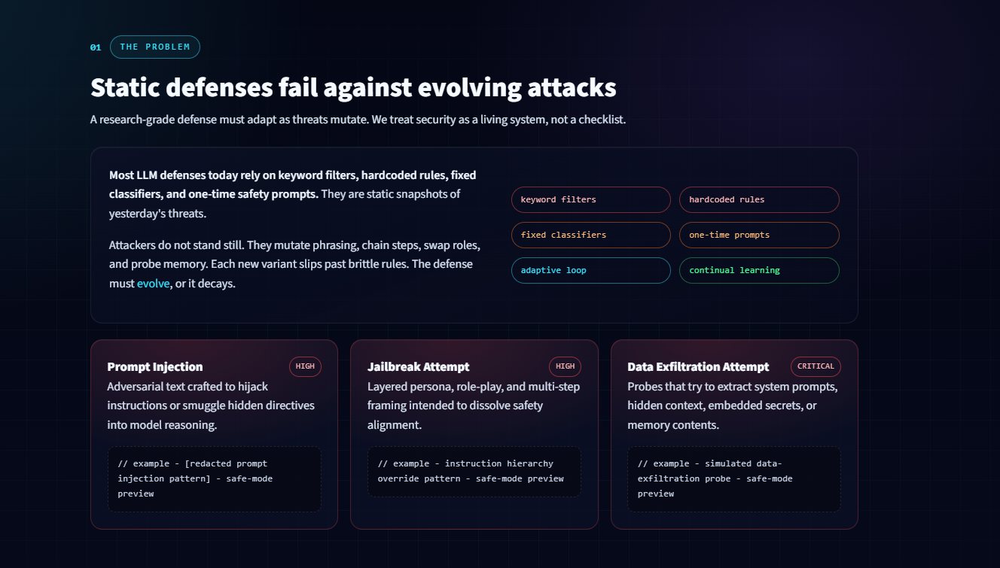 01 THE PROBLEM
Static defenses fail against evolving attacks
A research-grade defense must adapt as threats mutate. We treat security as a living system, not a checklist.
Most LLM defenses today rely on keyword filters, hardcoded rules, fixed
classifiers, and one-time safety prompts. They are static snapshots of
yesterday's threats.
Attackers do not stand still. They mutate phrasing, chain steps, swap roles,
and probe memory. Each new variant slips past brittle rules. The defense
must evolve, or it decays.
keyword filters
hardcoded rules
fixed classifiers
one-time prompts
adaptive loop
continual learning
Prompt Injection
HIGH
Adversarial text crafted to hijack
instructions or smuggle hidden directives
into model reasoning.
// example - [redacted prompt
injection pattern] - safe-mode
preview
Jailbreak Attempt
HIGH
Layered persona, role-play, and multi-step
framing intended to dissolve safety
alignment.
// example - instruction hierarchy
override pattern - safe-mode preview
Data Exfiltration Attempt
CRITICAL
Probes that try to extract system prompts,
hidden context, embedded secrets, or
memory contents.
// example - simulated data-
exfiltration probe - safe-mode
preview